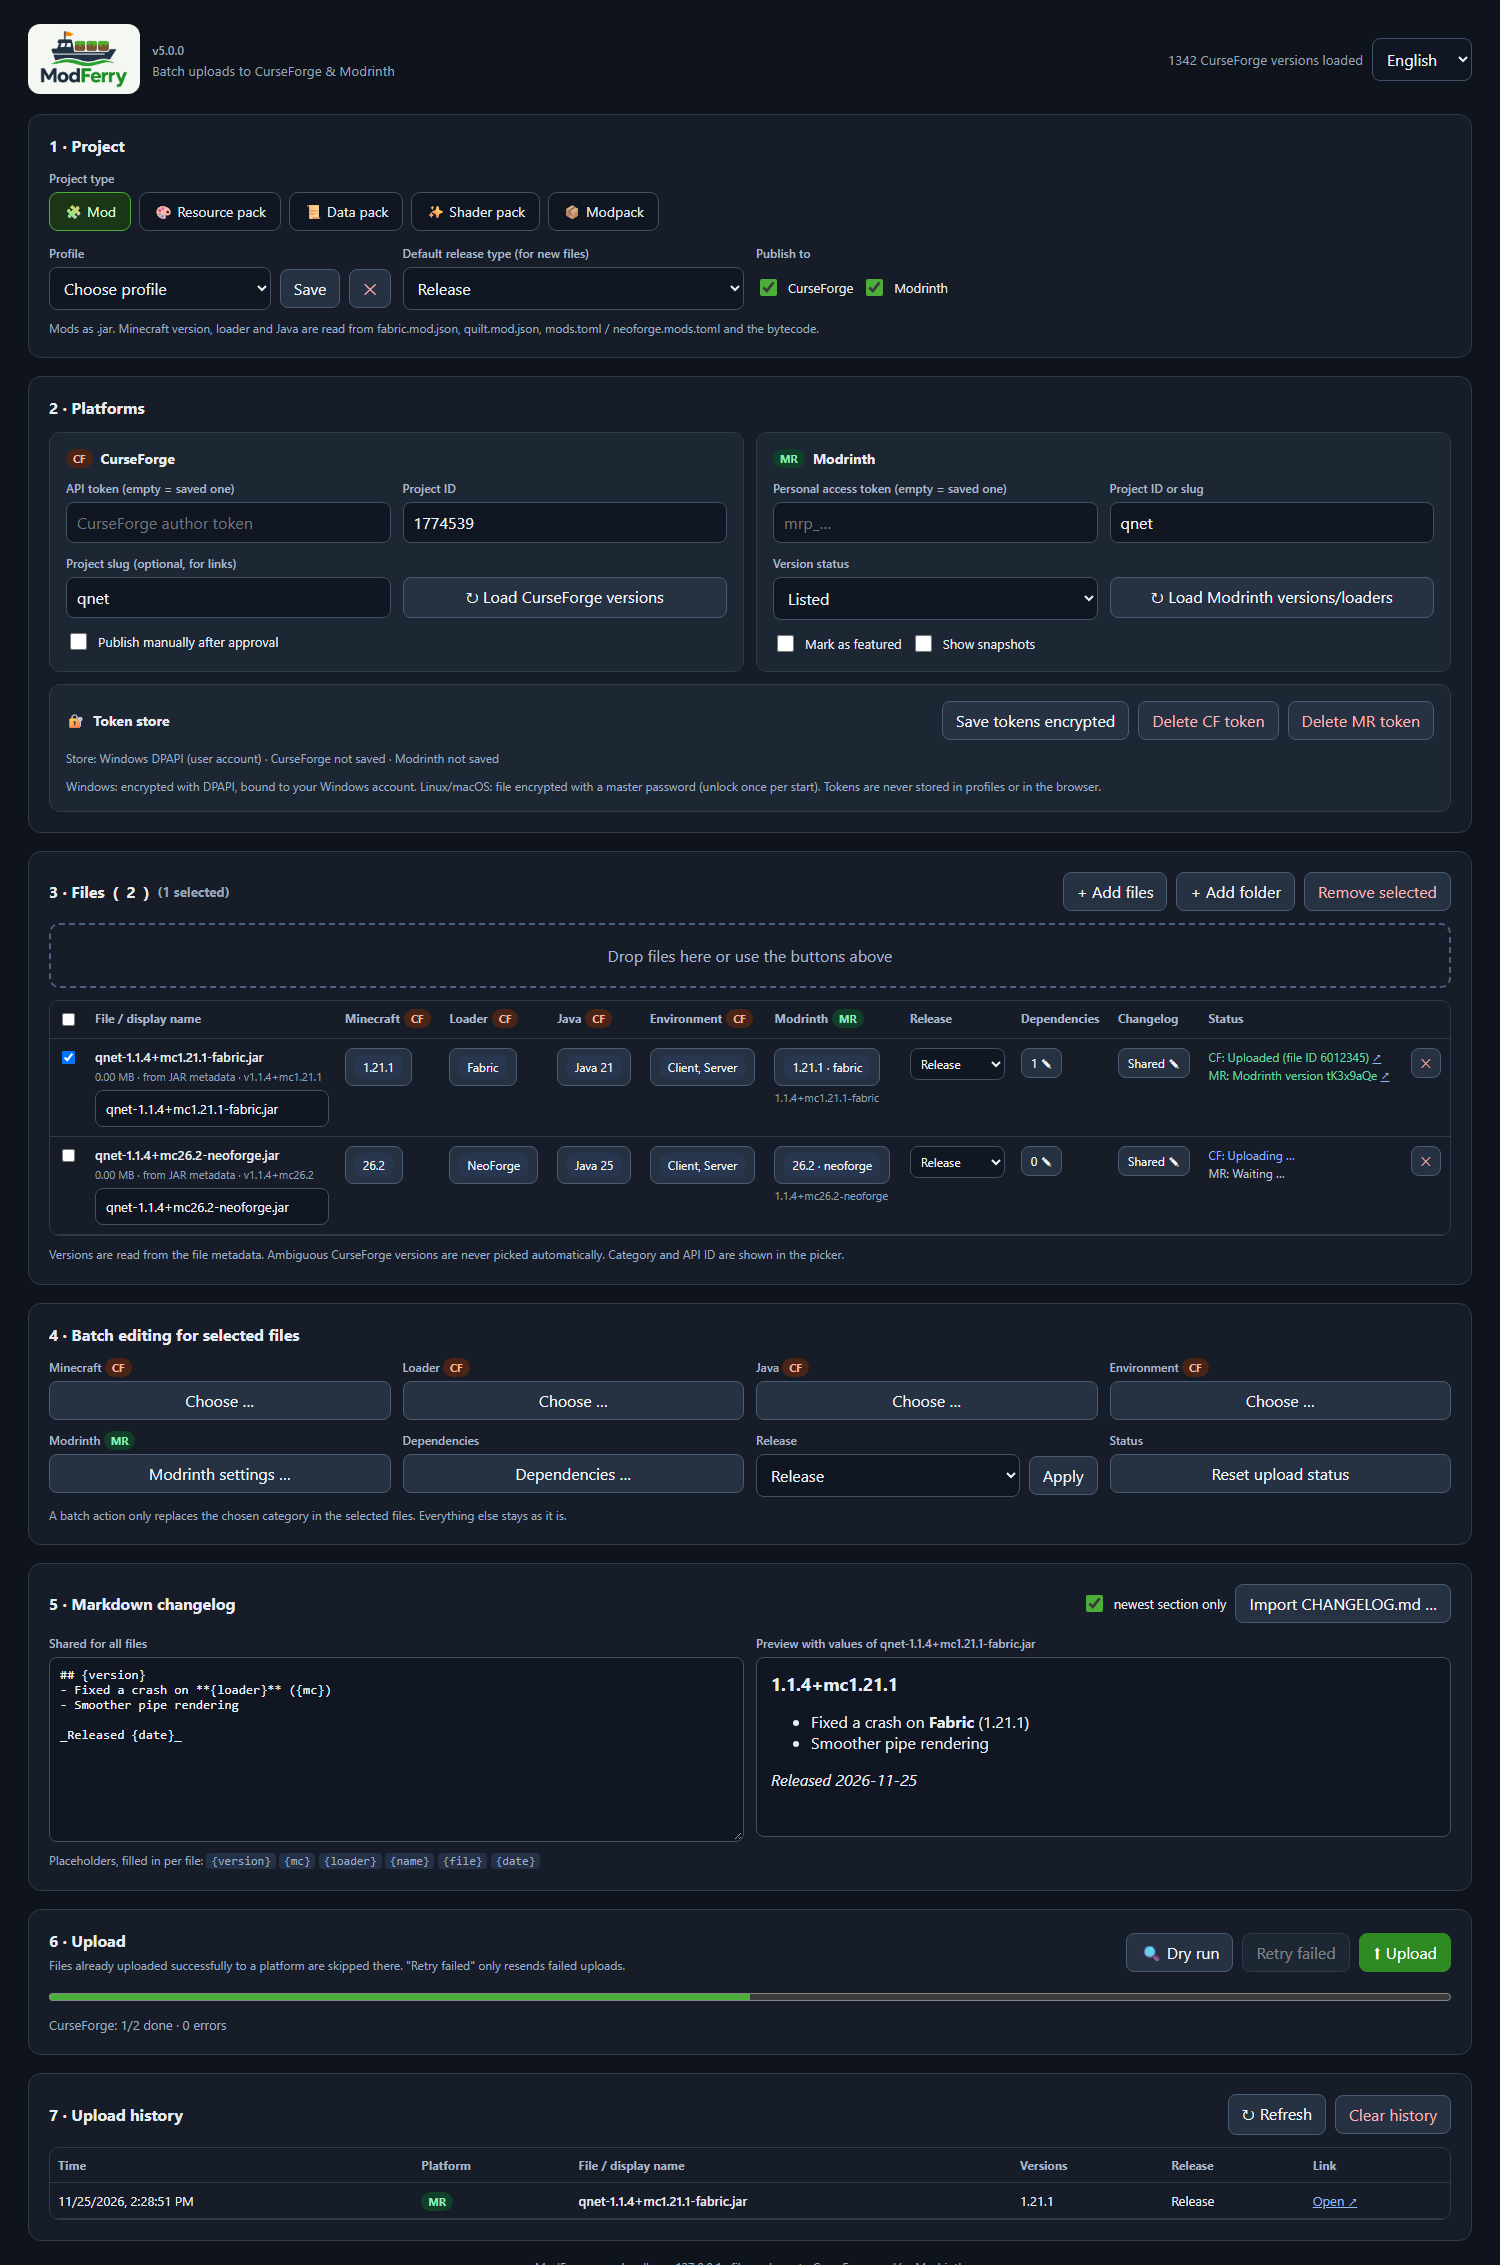 ModFerry
v5.0.0
Batch uploads to CurseForge & Modrinth
1342 CurseForge versions loaded
English
1 · Project
Project type
Mod
Resource pack
Data pack
Shader pack
Modpack
Profile
Default release type (for new files)
Publish to
Choose profile
Save
Release
CurseForge
Modrinth
Mods as .jar. Minecraft version, loader and Java are read from fabric.mod.json, quilt.mod.json, mods.toml / neoforge.mods.toml and the bytecode.
2 · Platforms
CF CurseForge
API token (empty = saved one)
Project ID
CurseForge author token
1774539
Project slug (optional, for links)
qnet
↻ Load CurseForge versions
Publish manually after approval
MR Modrinth
Personal access token (empty = saved one)
Project ID or slug
mrp_...
qnet
Version status
Listed
↻ Load Modrinth versions/loaders
Mark as featured
Show snapshots
Token store
Save tokens encrypted
Delete CF token
Delete MR token
Store: Windows DPAPI (user account) · CurseForge not saved · Modrinth not saved
Windows: encrypted with DPAPI, bound to your Windows account. Linux/macOS: file encrypted with a master password (unlock once per start). Tokens are never stored in profiles or in the browser.
3 · Files ( 2 ) (1 selected)
+ Add files
+ Add folder
Remove selected
Drop files here or use the buttons above
File / display name
Minecraft CF
Loader CF
Java CF
Environment CF
Modrinth MR
Release
Dependencies
Changelog
Status
qnet-1.1.4+mc1.21.1-fabric.jar
0.00 MB · from JAR metadata · v1.1.4+mc1.21.1
qnet-1.1.4+mc1.21.1-fabric.jar
1.21.1
Fabric
Java 21
Client, Server
1.21.1 · fabric
1.1.4+mc1.21.1-fabric
Release
1
Shared
CF: Uploaded (file ID 6012345) ↗
MR: Modrinth version tK3x9aQe ↗
qnet-1.1.4+mc26.2-neoforge.jar
0.00 MB · from JAR metadata · v1.1.4+mc26.2
qnet-1.1.4+mc26.2-neoforge.jar
26.2
NeoForge
Java 25
Client, Server
26.2 · neoforge
1.1.4+mc26.2-neoforge
Release
0
Shared
CF: Uploading ...
MR: Waiting ...
Versions are read from the file metadata. Ambiguous CurseForge versions are never picked automatically. Category and API ID are shown in the picker.
4 · Batch editing for selected files
Minecraft CF
Loader CF
Java CF
Environment CF
Choose ...
Choose ...
Choose ...
Choose ...
Modrinth MR
Dependencies
Release
Status
Modrinth settings ...
Dependencies ...
Release
Apply
Reset upload status
A batch action only replaces the chosen category in the selected files. Everything else stays as it is.
5 · Markdown changelog
newest section only
Import CHANGELOG.md ...
Shared for all files
## {version}
- Fixed a crash on **{loader}** ({mc})
- Smoother pipe rendering
_Released {date}_
Preview with values of qnet-1.1.4+mc1.21.1-fabric.jar
1.1.4+mc1.21.1
• Fixed a crash on Fabric (1.21.1)
• Smoother pipe rendering
Released 2026-11-25
Placeholders, filled in per file: {version} {mc} {loader} {name} {file} {date}
6 · Upload
Files already uploaded successfully to a platform are skipped there. "Retry failed" only resends failed uploads.
Dry run
Retry failed
⬆ Upload
CurseForge: 1/2 done · 0 errors
7 · Upload history
↻ Refresh
Clear history
Time
Platform
File / display name
Versions
Release
Link
11/25/2026, 2:28:51 PM
MR
qnet-1.1.4+mc1.21.1-fabric.jar
1.21.1
Release
Open ↗